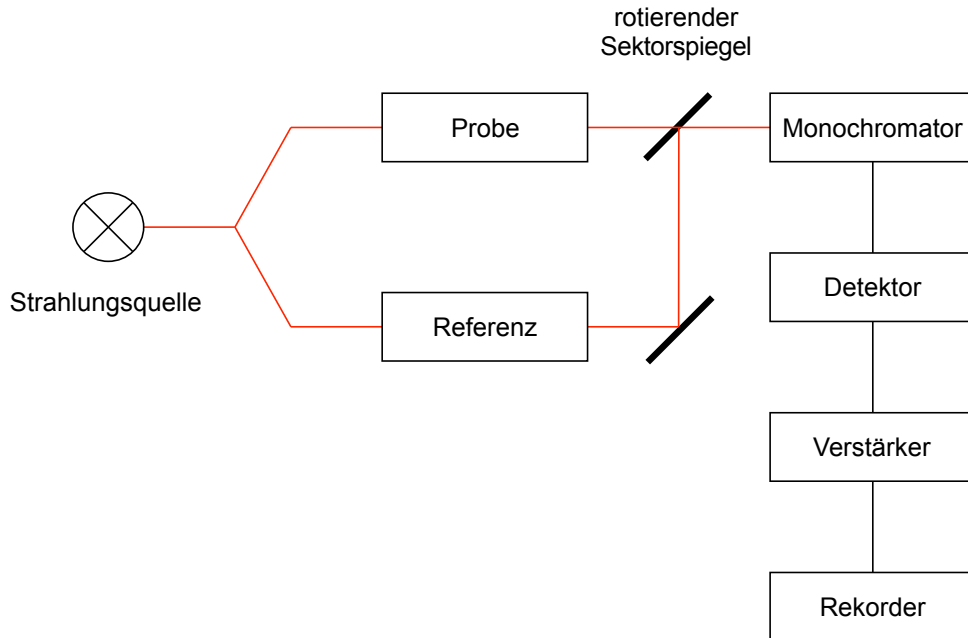 rotierender
Sektorspiegel
Probe
Monochromator
Strahlungsquelle
Referenz
Detektor
Verstärker
Rekorder